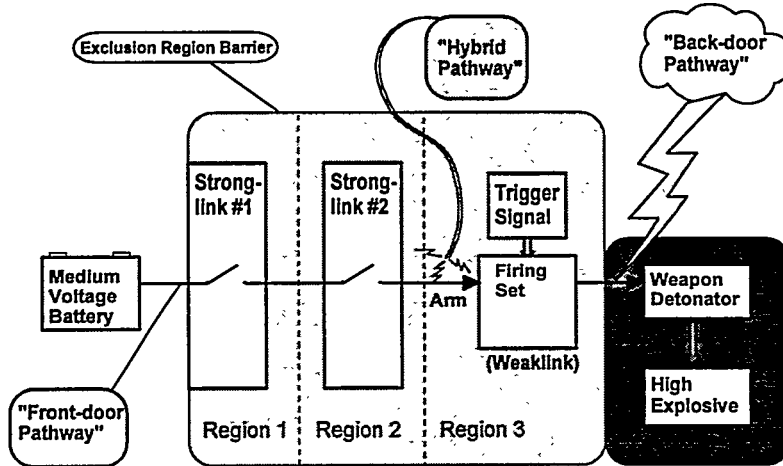 Exclusion Region Barrier
"Hybrid
Pathway"
"Back-door
Pathway"
Strong-
link #1
Strong-
link #2
Trigger
Signal
Medium
Voltage
Battery
Arm
Firing
Set
(Weaklink)
Weapon
Detonator
High
Explosive
"Front-door
Pathway"
Region 1
Region 2
Region 3